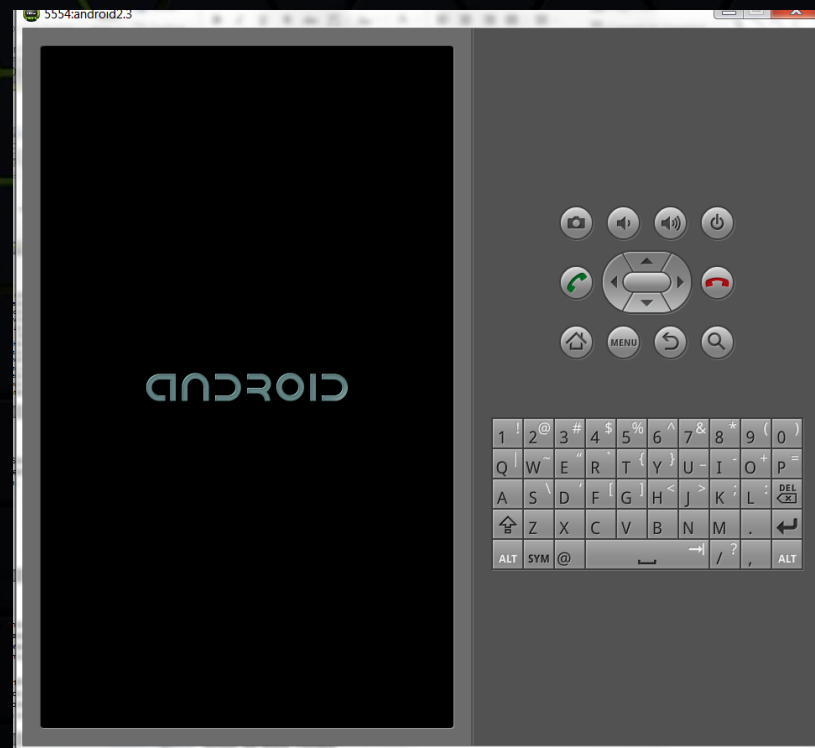 5554:android2.3
ANDROID
MENU
1 ! 2 @ 3 # 4 $ 5 % 6 ^ 7 & 8 * 9 ( 0 )
Q | W ~ E " R ` T { Y } U _ I - O + P =
A S \ D ' F [ G ] H < J > K ; L : DEL
Z X C V B N M .
ALT SYM @ / ? , ALT